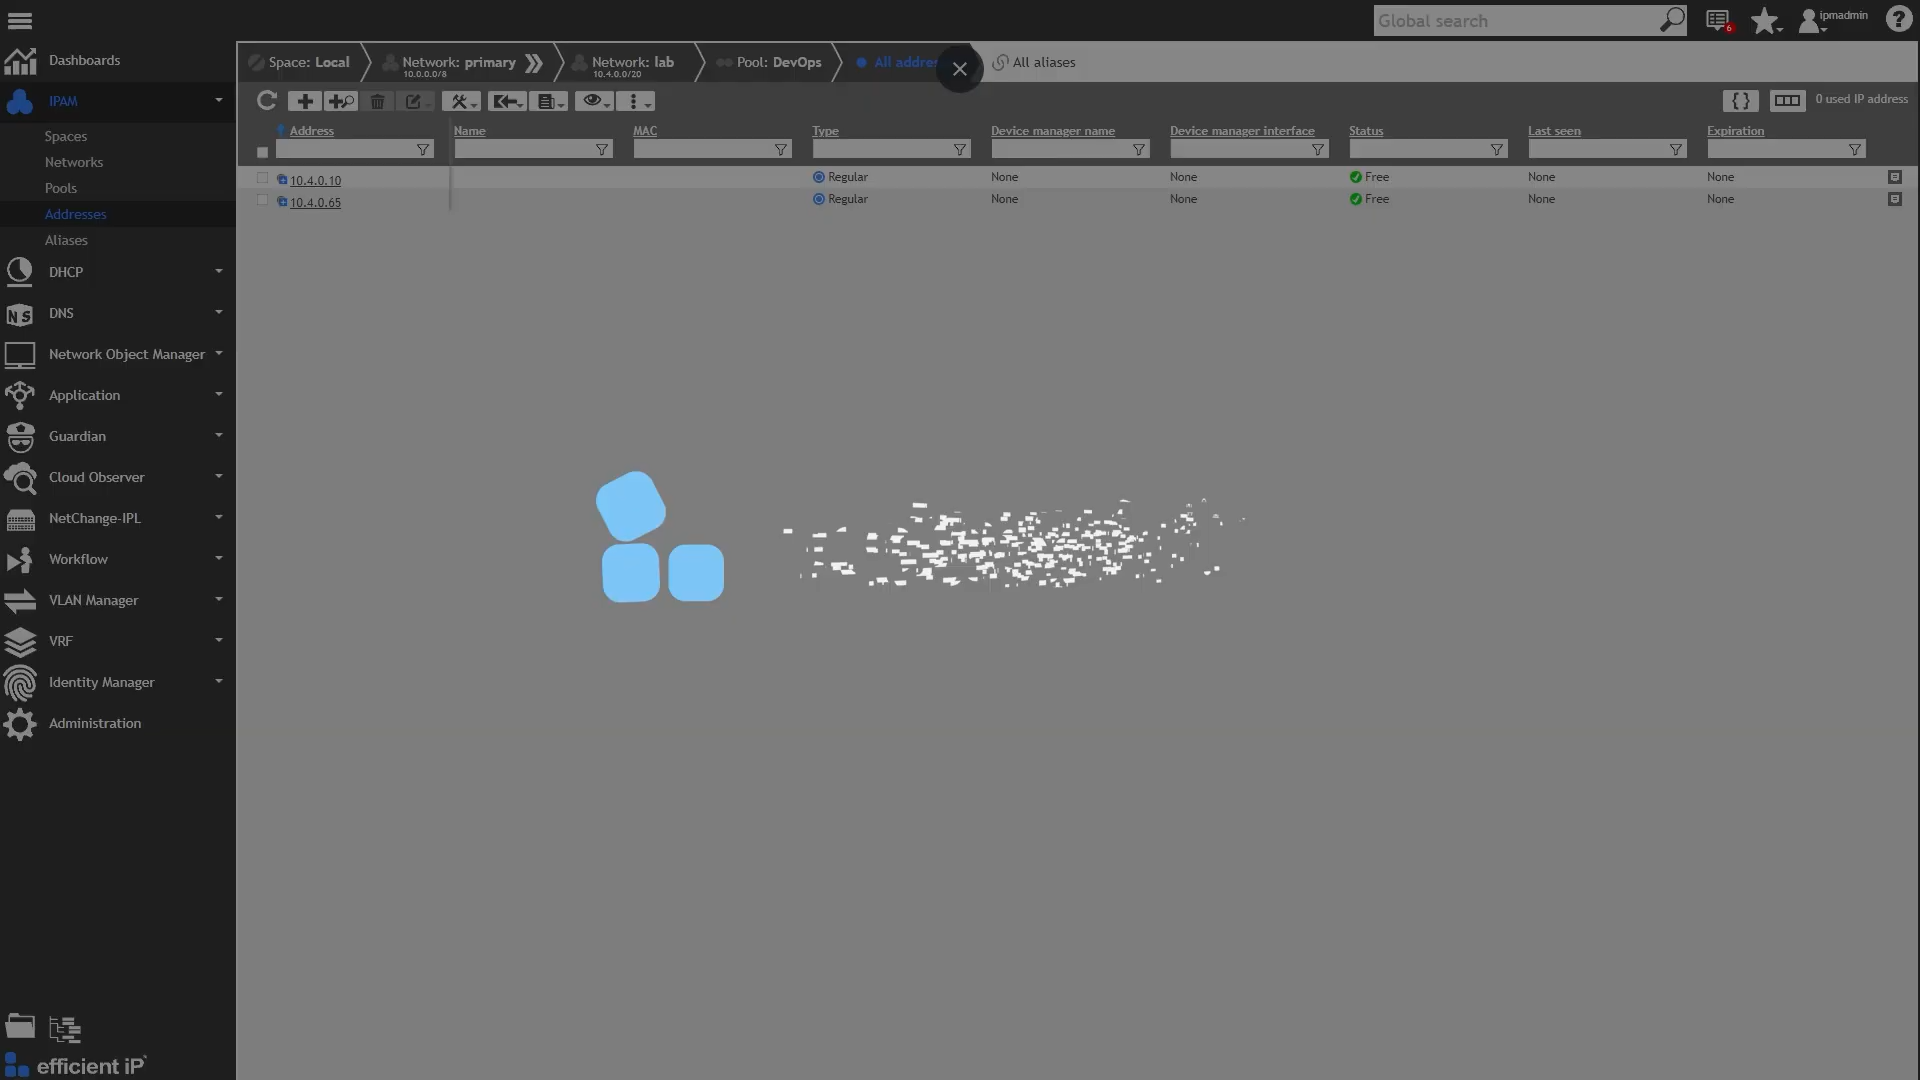 Global search
6
ipmadmin
?
Dashboards
Space: Local
Network: primary
10.0.0.0/8
Network: lab
10.4.0.0/20
Pool: DevOps
All addres
All aliases
IPAM
0 used IP address
Address
Name
MAC
Type
Device manager name
Device manager interface
Status
Last seen
Expiration
10.4.0.10
Regular
None
None
Free
None
None
10.4.0.65
Regular
None
None
Free
None
None
Spaces
Networks
Pools
Addresses
Aliases
DHCP
NS
DNS
Network Object Manager
Application
Guardian
Cloud Observer
NetChange-IPL
Workflow
VLAN Manager
VRF
Identity Manager
Administration
efficient iP